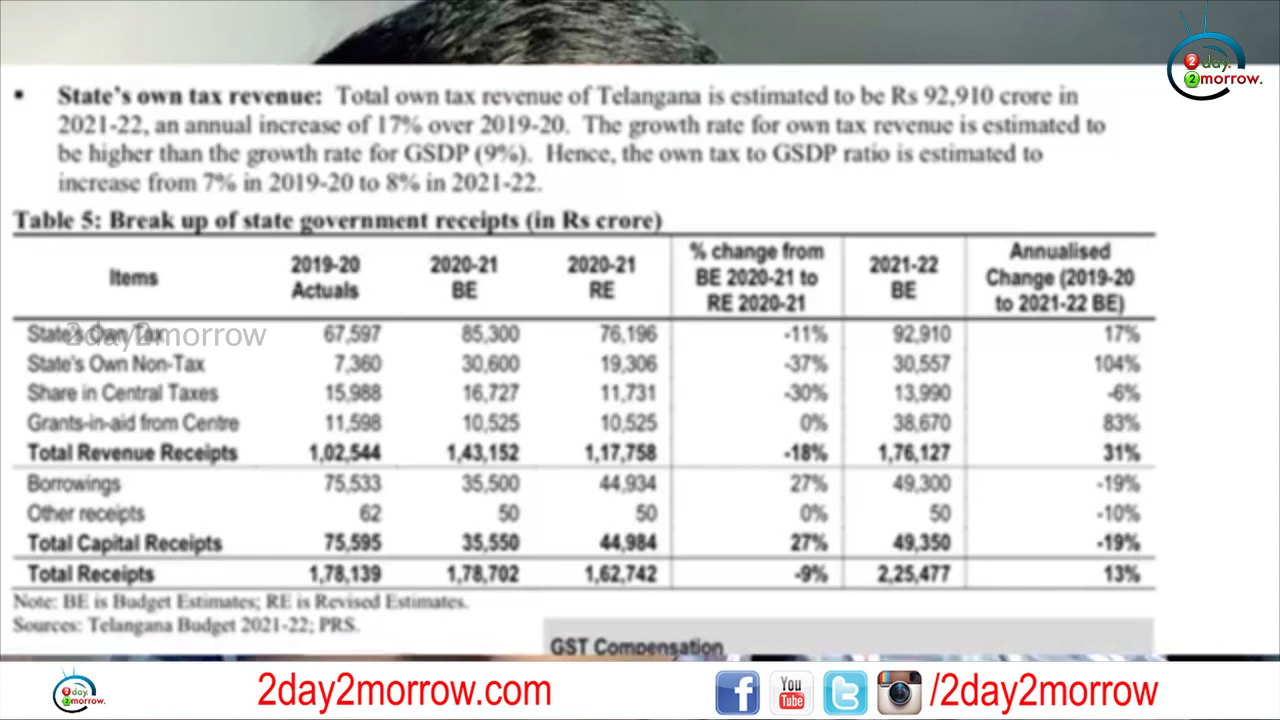 2day.
2morrow.
▪ State's own tax revenue: Total own tax revenue of Telangana is estimated to be Rs 92,910 crore in
2021-22, an annual increase of 17% over 2019-20. The growth rate for own tax revenue is estimated to
be higher than the growth rate for GSDP (9%). Hence, the own tax to GSDP ratio is estimated to
increase from 7% in 2019-20 to 8% in 2021-22.
Table 5: Break up of state government receipts (in Rs crore)
Items 2019-20 Actuals 2020-21 BE 2020-21 RE % change from BE 2020-21 to RE 2020-21 2021-22 BE Annualised Change (2019-20 to 2021-22 BE)
State's Own Tax 67,597 85,300 76,196 -11% 92,910 17%
2day2morrow
State's Own Non-Tax 7,360 30,600 19,306 -37% 30,557 104%
Share in Central Taxes 15,988 16,727 11,731 -30% 13,990 -6%
Grants-in-aid from Centre 11,598 10,525 10,525 0% 38,670 83%
Total Revenue Receipts 1,02,544 1,43,152 1,17,758 -18% 1,76,127 31%
Borrowings 75,533 35,500 44,934 27% 49,300 -19%
Other receipts 62 50 50 0% 50 -10%
Total Capital Receipts 75,595 35,550 44,984 27% 49,350 -19%
Total Receipts 1,78,139 1,78,702 1,62,742 -9% 2,25,477 13%
Note: BE is Budget Estimates; RE is Revised Estimates.
Sources: Telangana Budget 2021-22; PRS.
GST Compensation
2day.
2morrow.
2day2morrow.com
You
Tube
/2day2morrow